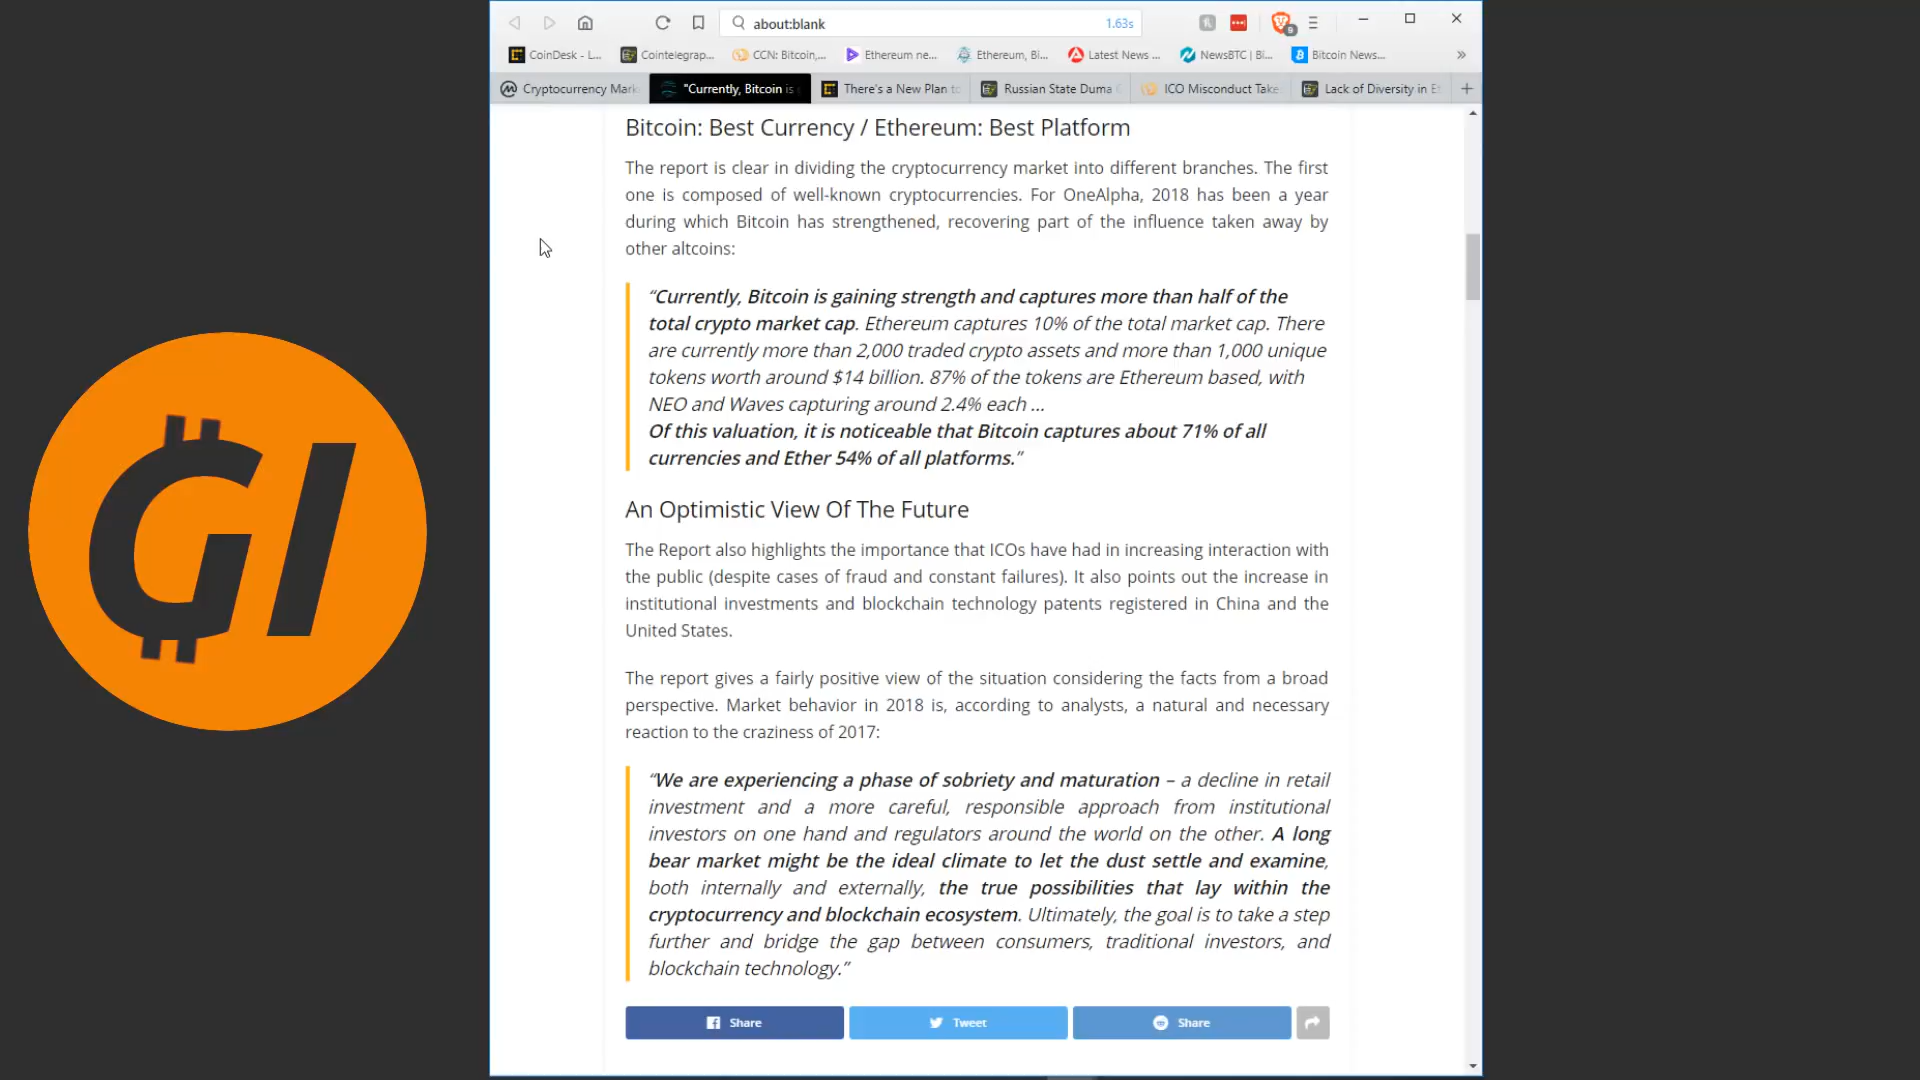 about:blank
1.63s
9
CoinDesk - L...
Cointelegrap...
CCN: Bitcoin,...
Ethereum ne...
Ethereum, Bi...
Latest News ...
NewsBTC | Bi...
Bitcoin News...
Cryptocurrency Mark
"Currently, Bitcoin is
There's a New Plan to
Russian State Duma
ICO Misconduct Take
Lack of Diversity in E
Bitcoin: Best Currency / Ethereum: Best Platform
The report is clear in dividing the cryptocurrency market into different branches. The first
one is composed of well-known cryptocurrencies. For OneAlpha, 2018 has been a year
during which Bitcoin has strengthened, recovering part of the influence taken away by
other altcoins:
“Currently, Bitcoin is gaining strength and captures more than half of the
total crypto market cap. Ethereum captures 10% of the total market cap. There
are currently more than 2,000 traded crypto assets and more than 1,000 unique
tokens worth around $14 billion. 87% of the tokens are Ethereum based, with
NEO and Waves capturing around 2.4% each ...
Of this valuation, it is noticeable that Bitcoin captures about 71% of all
currencies and Ether 54% of all platforms.”
GI
An Optimistic View Of The Future
The Report also highlights the importance that ICOs have had in increasing interaction with
the public (despite cases of fraud and constant failures). It also points out the increase in
institutional investments and blockchain technology patents registered in China and the
United States.
The report gives a fairly positive view of the situation considering the facts from a broad
perspective. Market behavior in 2018 is, according to analysts, a natural and necessary
reaction to the craziness of 2017:
“We are experiencing a phase of sobriety and maturation – a decline in retail
investment and a more careful, responsible approach from institutional
investors on one hand and regulators around the world on the other. A long
bear market might be the ideal climate to let the dust settle and examine,
both internally and externally, the true possibilities that lay within the
cryptocurrency and blockchain ecosystem. Ultimately, the goal is to take a step
further and bridge the gap between consumers, traditional investors, and
blockchain technology.”
Share
Tweet
Share